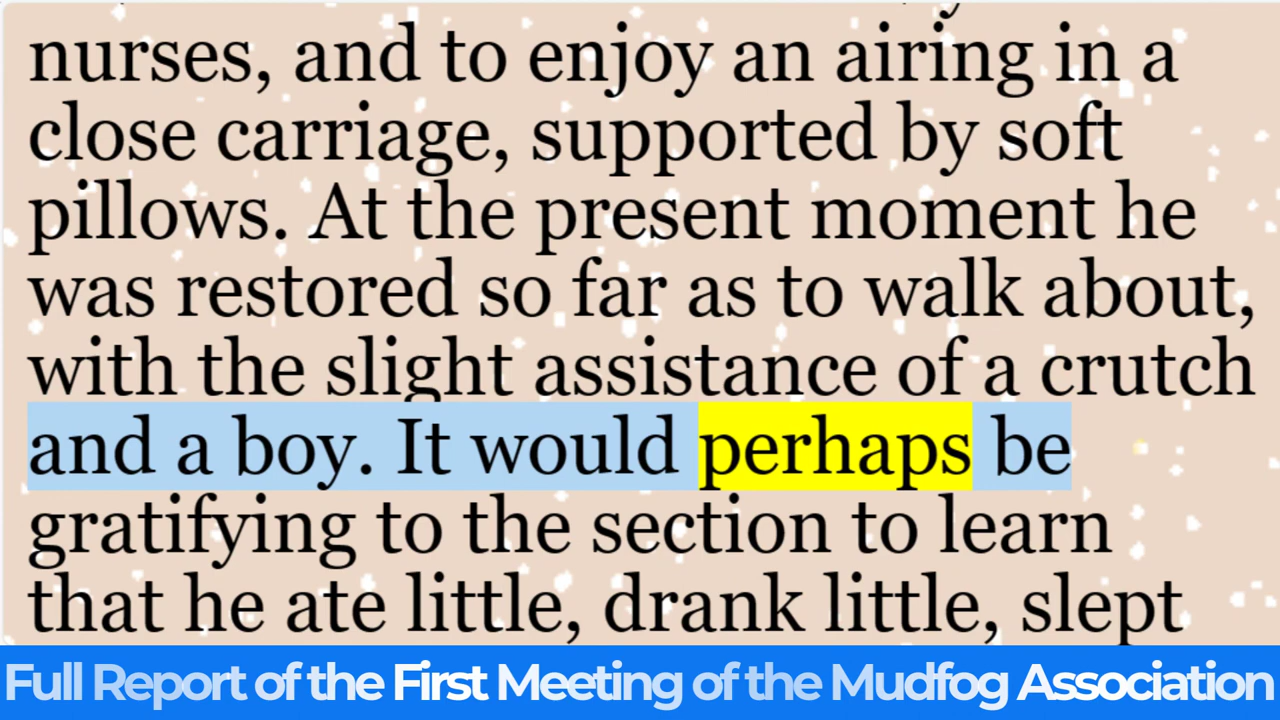 nurses, and to enjoy an airing in a
close carriage, supported by soft
pillows. At the present moment he
was restored so far as to walk about,
with the slight assistance of a crutch
and a boy. It would perhaps be
gratifying to the section to learn
that he ate little, drank little, slept
Full Report of the First Meeting of the Mudfog Association